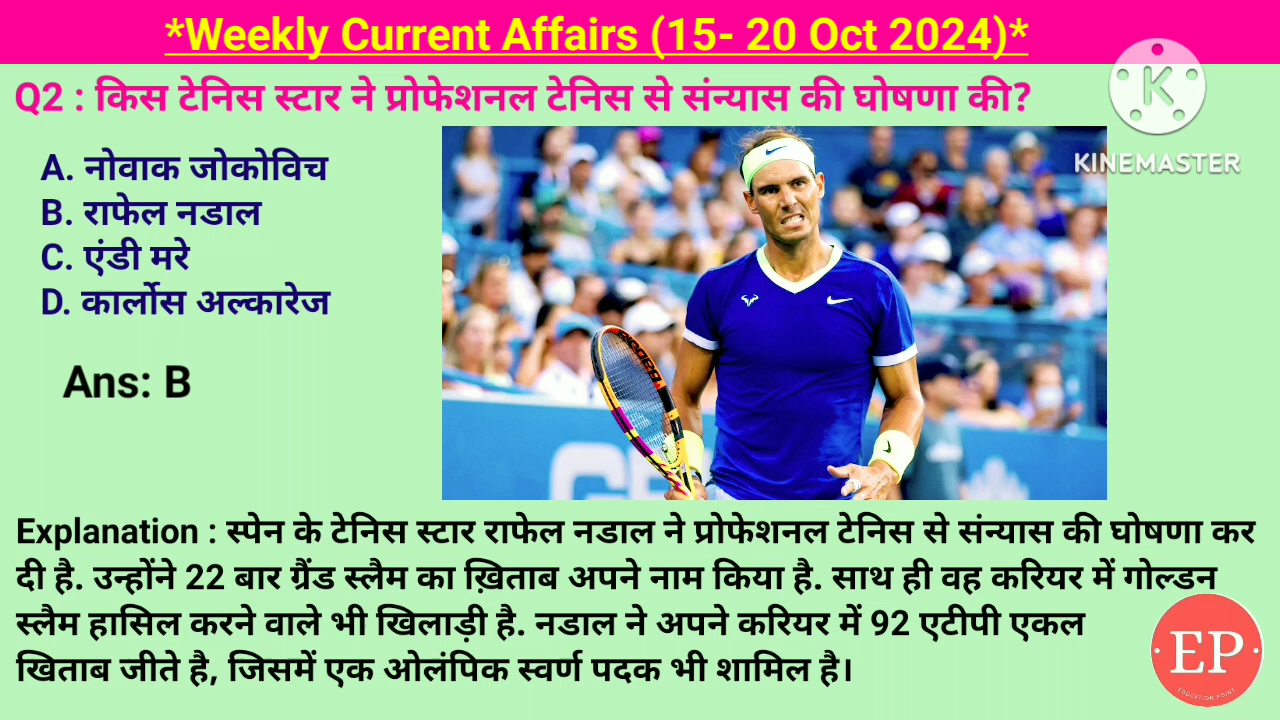 *Weekly Current Affairs (15- 20 Oct 2024)*
Q2 : किस टेनिस स्टार ने प्रोफेशनल टेनिस से संन्यास की घोषणा की?
K
KINEMASTER
A. नोवाक जोकोविच
B. राफेल नडाल
C. एंडी मरे
D. कार्लोस अल्कारेज
Ans: B
Explanation : स्पेन के टेनिस स्टार राफेल नडाल ने प्रोफेशनल टेनिस से संन्यास की घोषणा कर
दी है. उन्होंने 22 बार ग्रैंड स्लैम का ख़िताब अपने नाम किया है. साथ ही वह करियर में गोल्डन
स्लैम हासिल करने वाले भी खिलाड़ी है. नडाल ने अपने करियर में 92 एटीपी एकल
खिताब जीते है, जिसमें एक ओलंपिक स्वर्ण पदक भी शामिल है।
EP
EDUCATION POINT